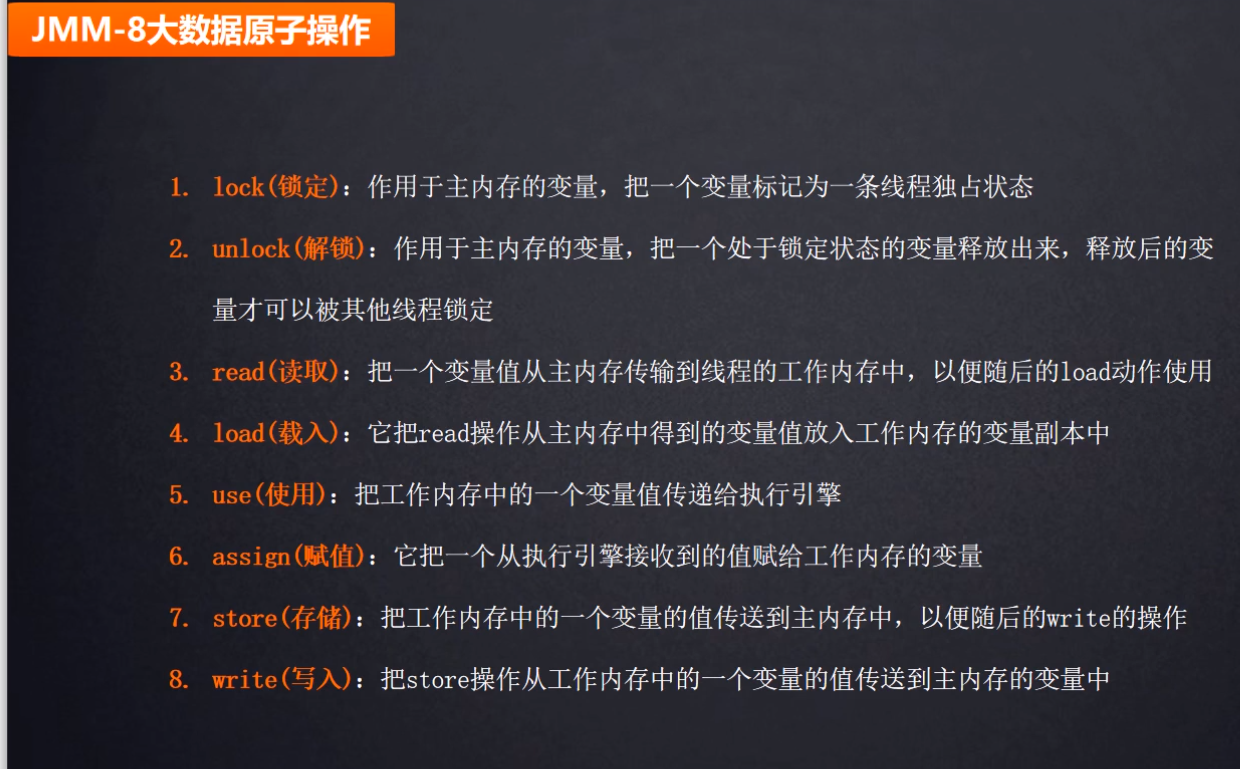 JMM-8大数据原子操作
1. lock(锁定)：作用于主内存的变量，把一个变量标记为一条线程独占状态
2. unlock(解锁)：作用于主内存的变量，把一个处于锁定状态的变量释放出来，释放后的变
量才可以被其他线程锁定
3. read(读取)：把一个变量值从主内存传输到线程的工作内存中，以便随后的load动作使用
4. load(载入)：它把read操作从主内存中得到的变量值放入工作内存的变量副本中
5. use(使用)：把工作内存中的一个变量值传递给执行引擎
6. assign(赋值)：它把一个从执行引擎接收到的值赋给工作内存的变量
7. store(存储)：把工作内存中的一个变量的值传送到主内存中，以便随后的write的操作
8. write(写入)：把store操作从工作内存中的一个变量的值传送到主内存的变量中